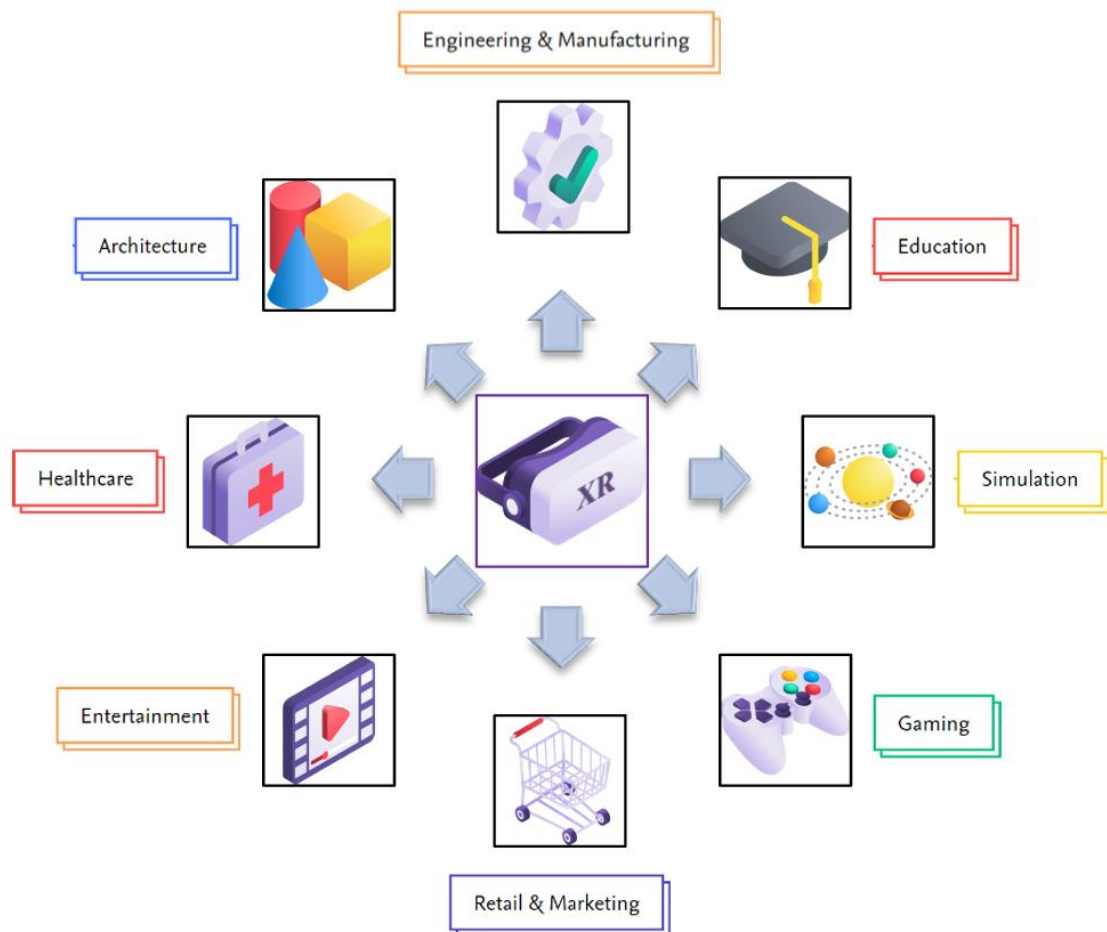 Engineering & Manufacturing
Architecture
Education
Healthcare
XR
Simulation
Entertainment
Gaming
Retail & Marketing